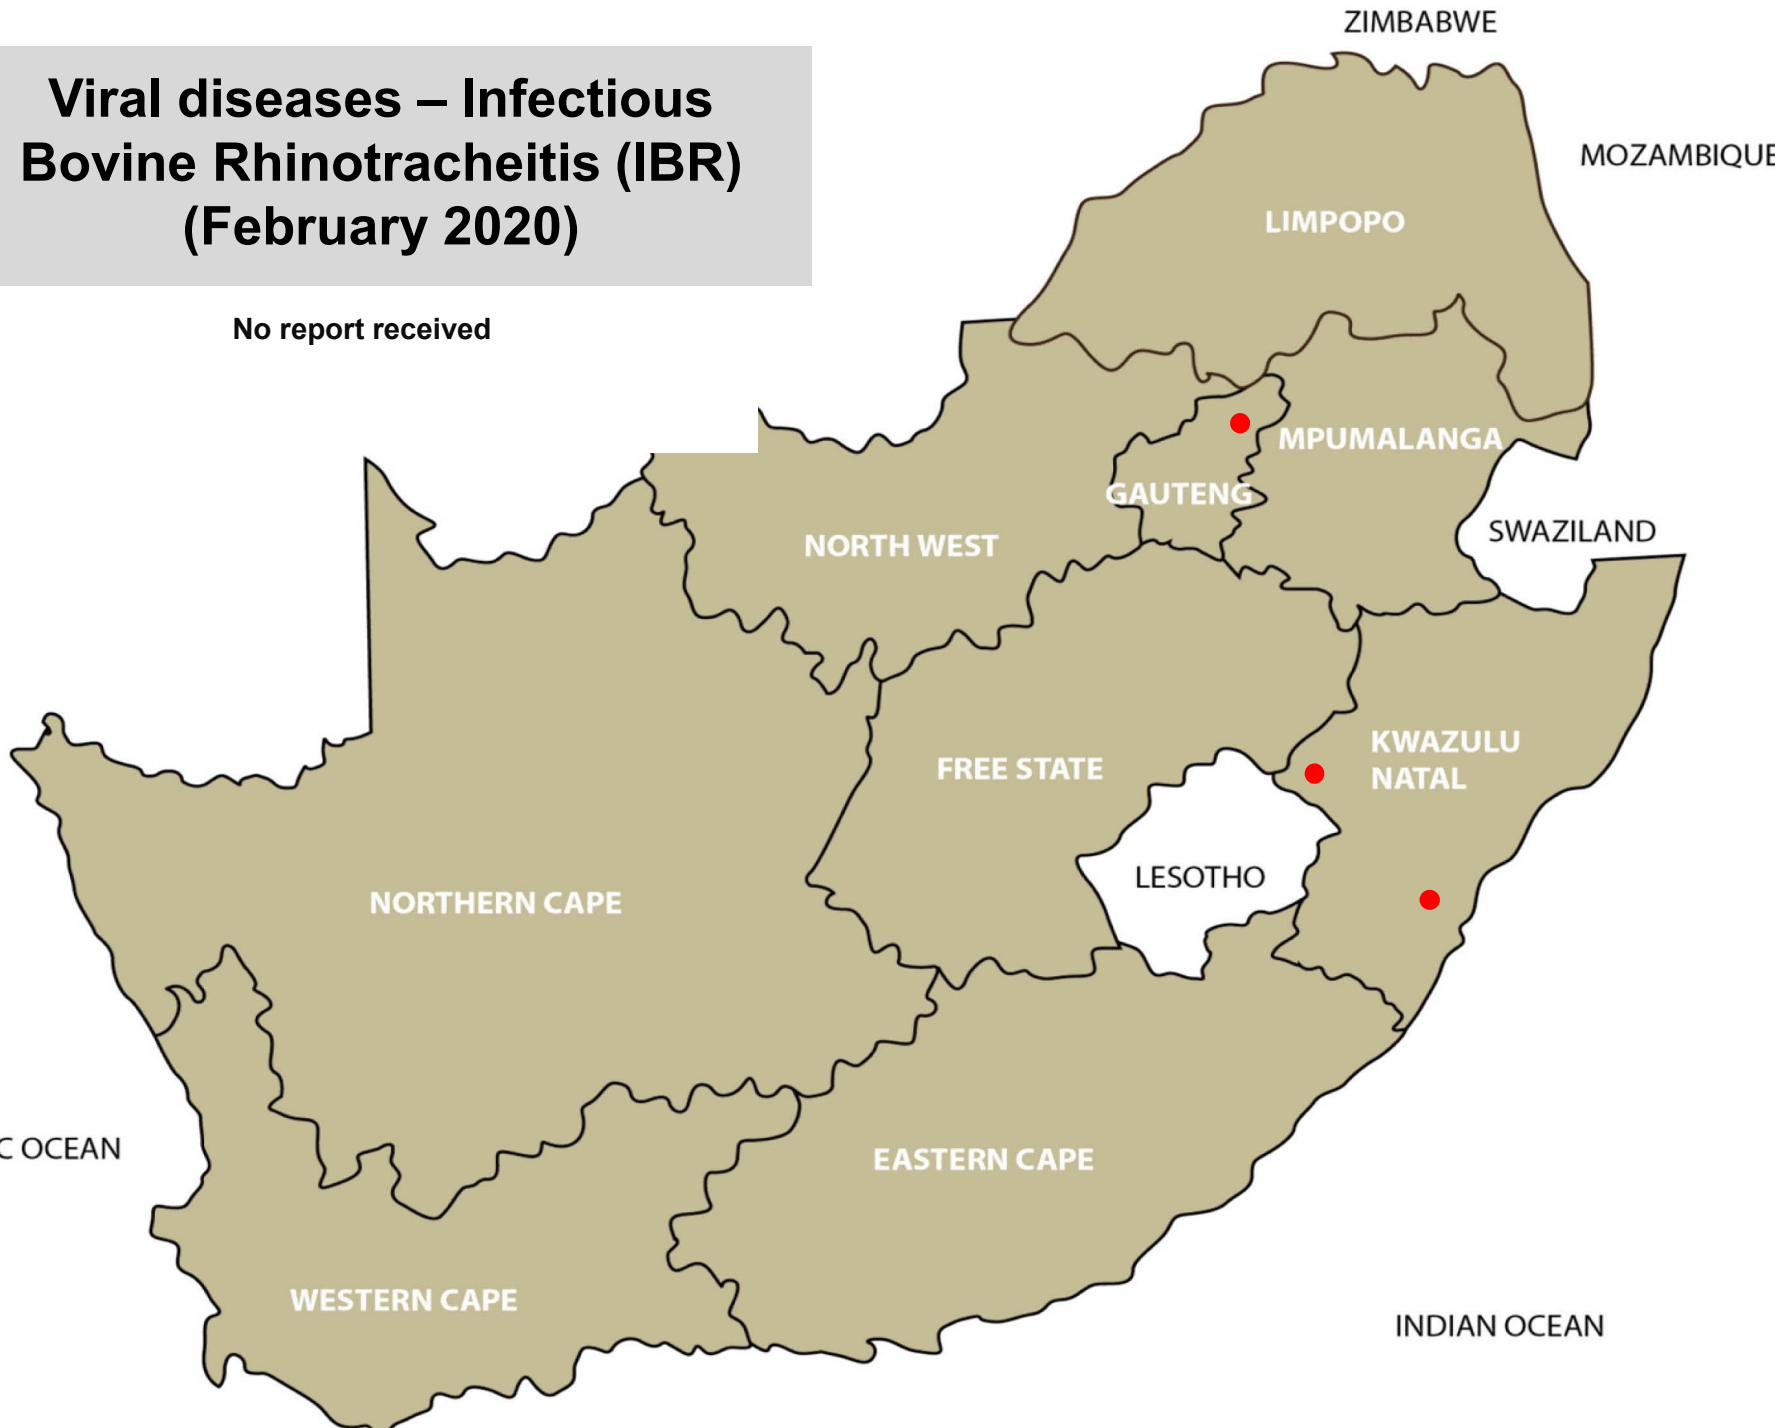 ZIMBABWE
Viral diseases – Infectious
Bovine Rhinotracheitis (IBR)
(February 2020)
MOZAMBIQUE
LIMPOPO
No report received
MPUMALANGA
GAUTENG
SWAZILAND
NORTH WEST
KWAZULU
NATAL
FREE STATE
LESOTHO
NORTHERN CAPE
C OCEAN
EASTERN CAPE
WESTERN CAPE
INDIAN OCEAN